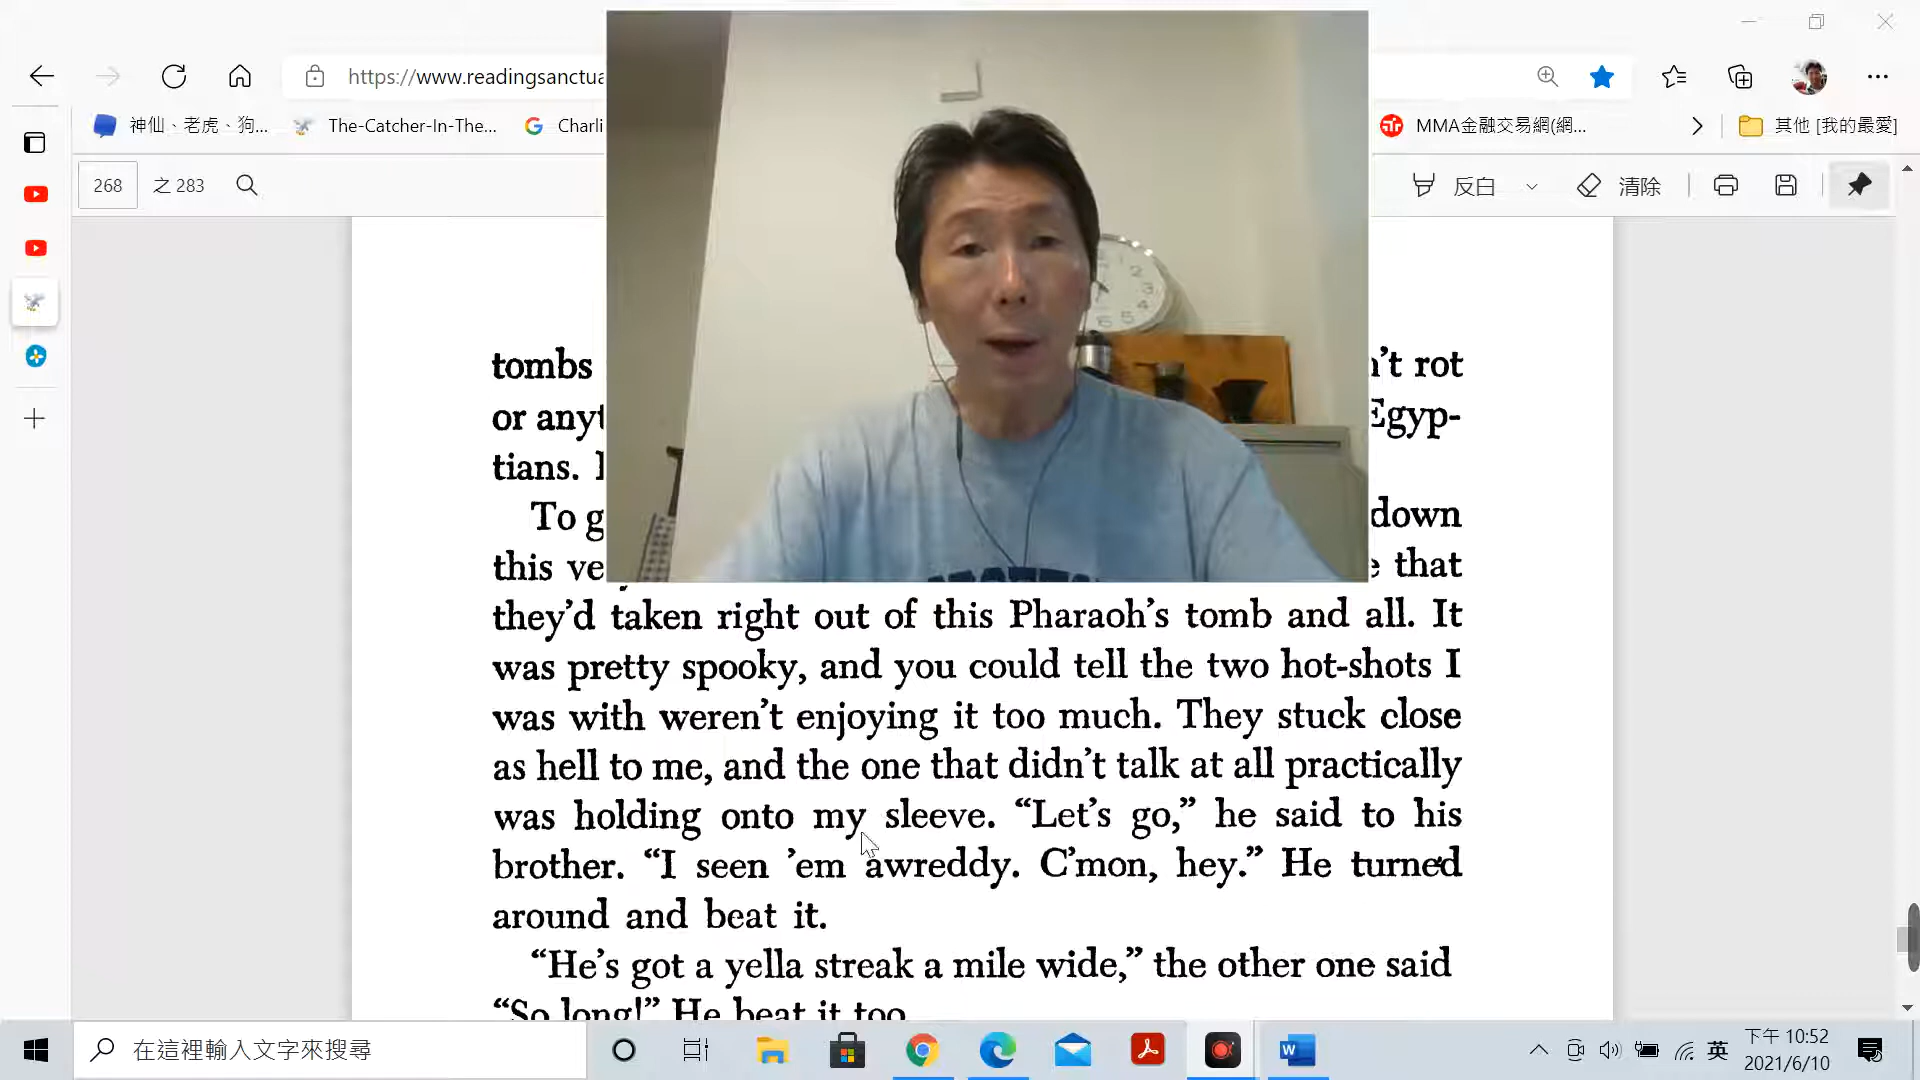 https://www.readingsanctua
神仙、老虎、狗...
The-Catcher-In-The...
Charli
MMA金融交易網(網...
其他 [我的最愛]
268
之 283
反白
清除
tombs
n't rot
or anyt
Egyp-
tians.
To g
down
this ve
e that
they'd taken right out of this Pharaoh's tomb and all. It
was pretty spooky, and you could tell the two hot-shots I
was with weren't enjoying it too much. They stuck close
as hell to me, and the one that didn't talk at all practically
was holding onto my sleeve. "Let's go," he said to his
brother. "I seen 'em awreddy. C'mon, hey." He turned
around and beat it.
"He's got a yella streak a mile wide," the other one said
"So long!" He beat it too
在這裡輸入文字來搜尋
英
下午 10:52
2021/6/10